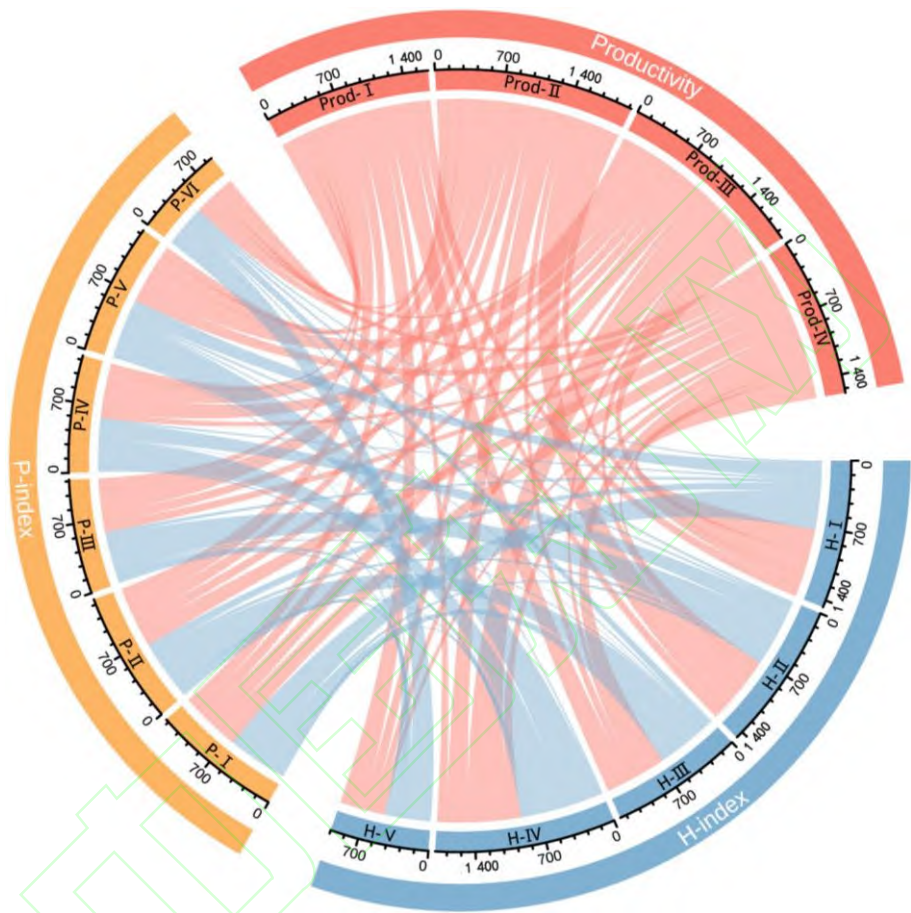 Productivity
Prod-Ⅰ
0
700
1 400
Prod-Ⅱ
0
700
1 400
Prod-Ⅲ
0
700
1 400
Prod-Ⅳ
0
700
1 400
H-index
H-Ⅰ
0
700
1 400
H-Ⅱ
0
700
1 400
H-Ⅲ
0
700
H-Ⅳ
0
700
1 400
H-Ⅴ
0
700
P-index
P-Ⅰ
0
700
P-Ⅱ
0
700
P-Ⅲ
0
700
P-Ⅳ
0
700
P-Ⅴ
0
700
P-Ⅵ
0
700